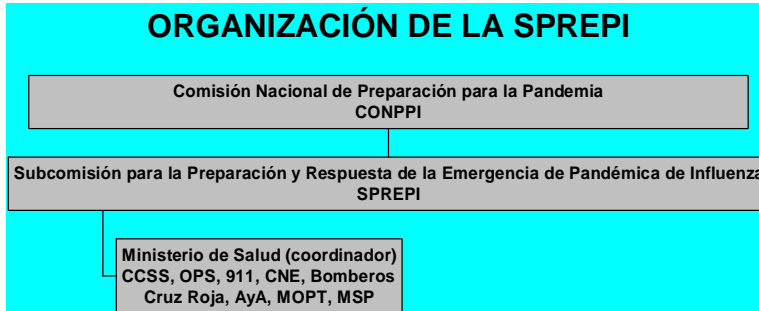 ORGANIZACIÓN DE LA SPREPI
Comisión Nacional de Preparación para la Pandemia
CONPPI
Subcomisión para la Preparación y Respuesta de la Emergencia de Pandémica de Influenza
SPREPI
Ministerio de Salud (coordinador)
CCSS, OPS, 911, CNE, Bomberos
Cruz Roja, AyA, MOPT, MSP